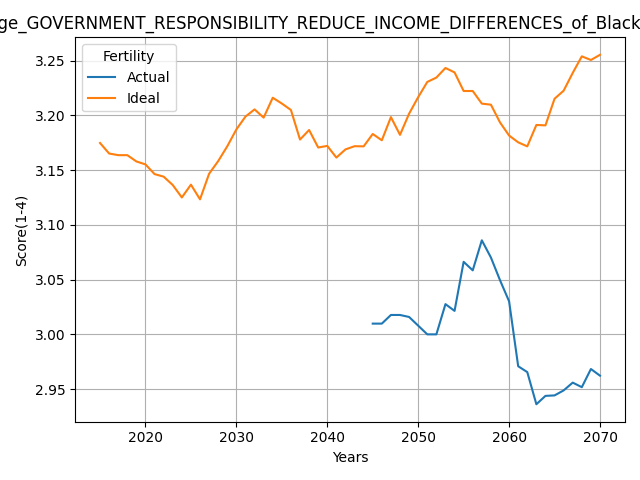 ge_GOVERNMENT_RESPONSIBILITY_REDUCE_INCOME_DIFFERENCES_of_Black
Fertility
Actual
Ideal
3.25
3.20
3.15
3.10
3.05
3.00
2.95
Score(1-4)
2020 2030 2040 2050 2060 2070
Years